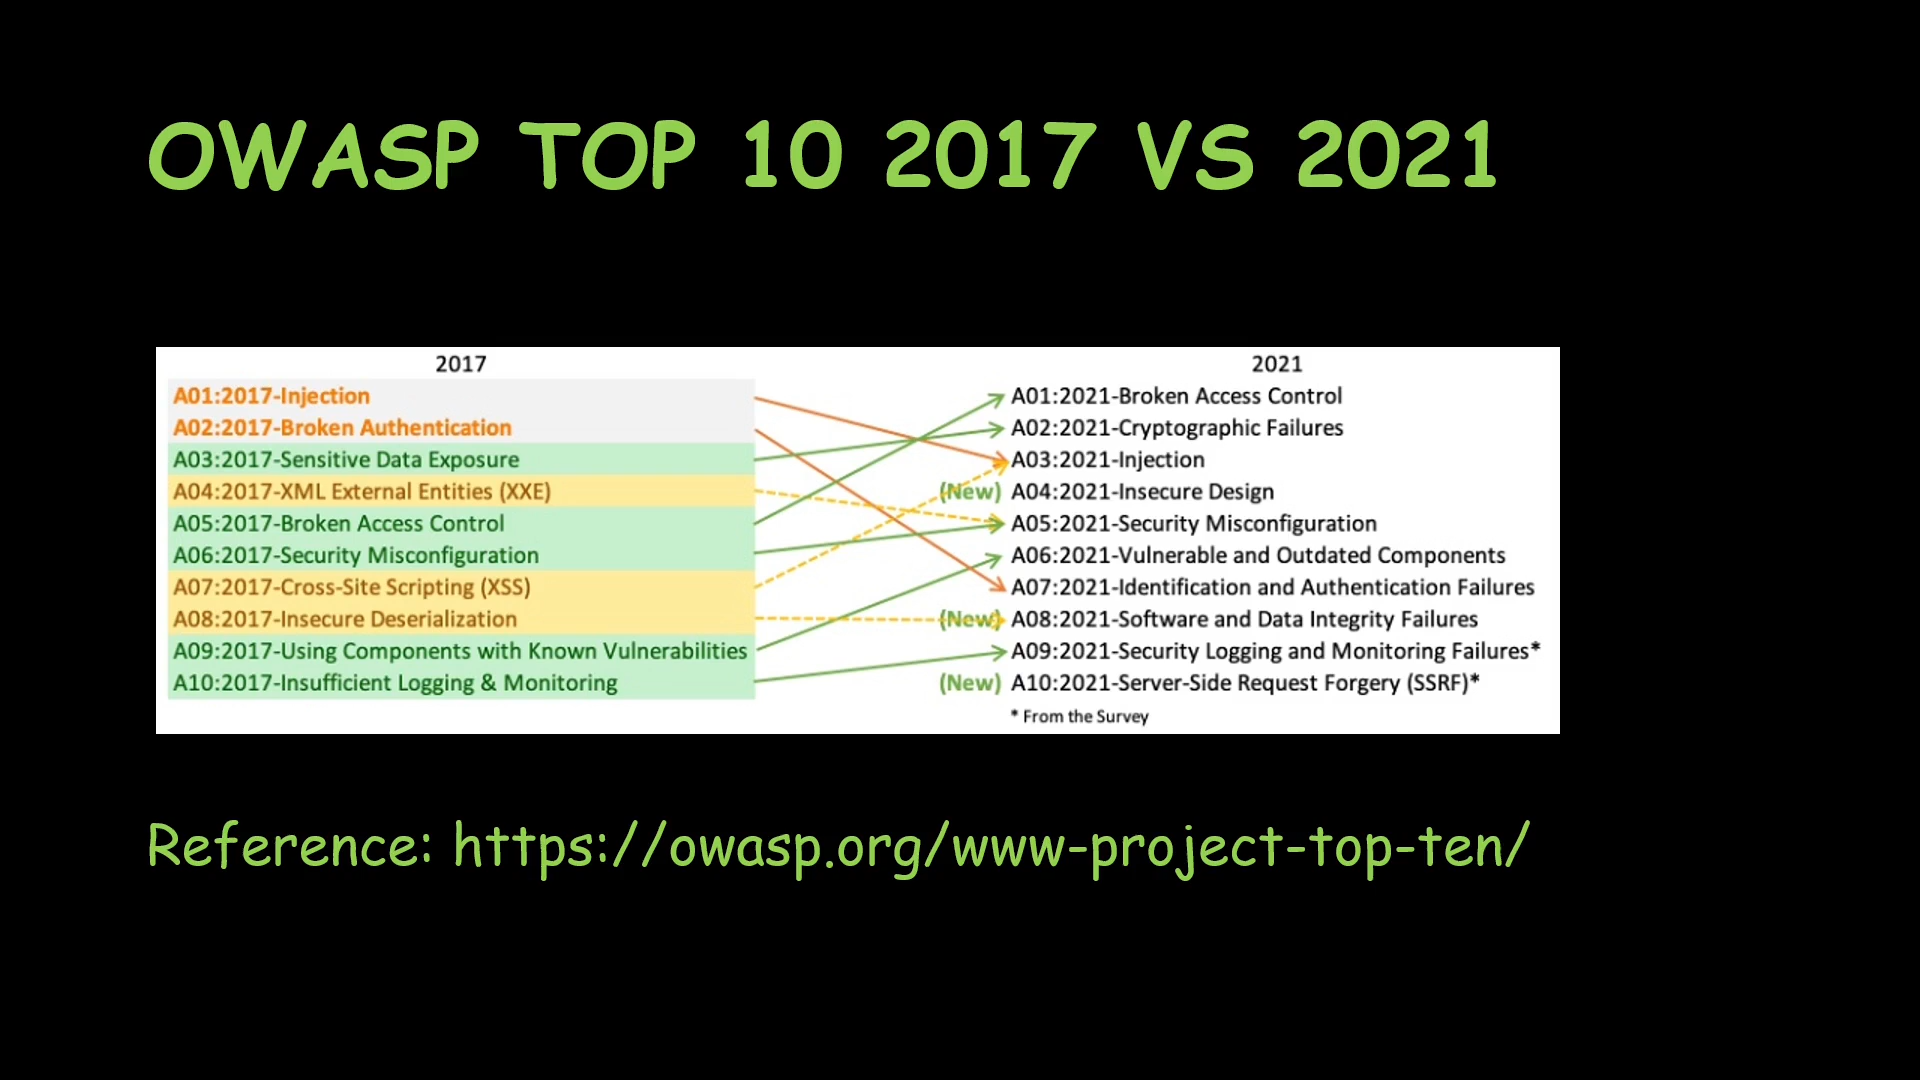 OWASP TOP 10 2017 VS 2021
2017
A01:2017-Injection
A02:2017-Broken Authentication
A03:2017-Sensitive Data Exposure
A04:2017-XML External Entities (XXE)
A05:2017-Broken Access Control
A06:2017-Security Misconfiguration
A07:2017-Cross-Site Scripting (XSS)
A08:2017-Insecure Deserialization
A09:2017-Using Components with Known Vulnerabilities
A10:2017-Insufficient Logging & Monitoring
2021
A01:2021-Broken Access Control
A02:2021-Cryptographic Failures
A03:2021-Injection
(New) A04:2021-Insecure Design
A05:2021-Security Misconfiguration
A06:2021-Vulnerable and Outdated Components
A07:2021-Identification and Authentication Failures
(New) A08:2021-Software and Data Integrity Failures
A09:2021-Security Logging and Monitoring Failures*
(New) A10:2021-Server-Side Request Forgery (SSRF)*
* From the Survey
Reference: https://owasp.org/www-project-top-ten/